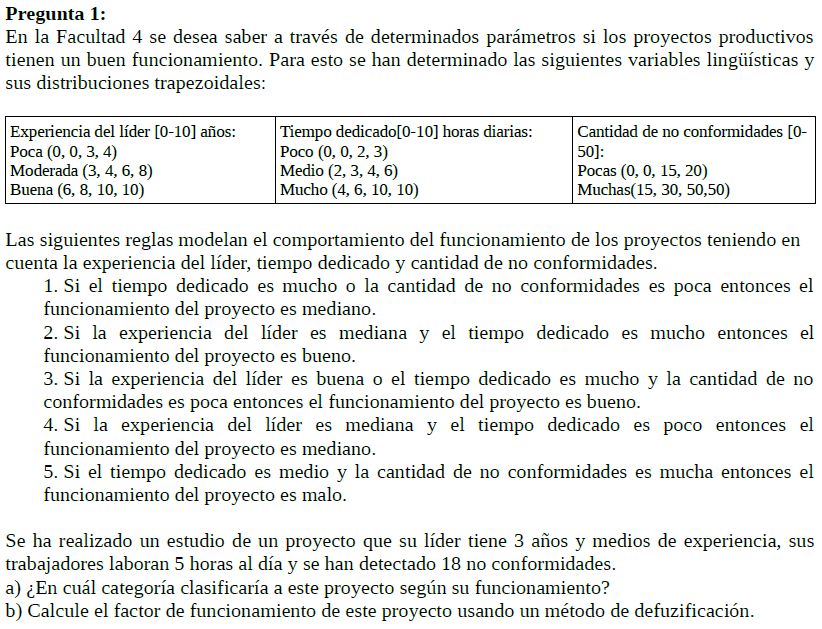 Pregunta 1:
En la Facultad 4 se desea saber a través de determinados parámetros si los proyectos productivos
tienen un buen funcionamiento. Para esto se han determinado las siguientes variables lingüísticas y
sus distribuciones trapezoidales:
Experiencia del líder [0-10] años:
Poca (0, 0, 3, 4)
Moderada (3, 4, 6, 8)
Buena (6, 8, 10, 10)
Tiempo dedicado[0-10] horas diarias:
Poco (0, 0, 2, 3)
Medio (2, 3, 4, 6)
Mucho (4, 6, 10, 10)
Cantidad de no conformidades [0-
50]:
Pocas (0, 0, 15, 20)
Muchas(15, 30, 50,50)
Las siguientes reglas modelan el comportamiento del funcionamiento de los proyectos teniendo en
cuenta la experiencia del líder, tiempo dedicado y cantidad de no conformidades.
1. Si el tiempo dedicado es mucho o la cantidad de no conformidades es poca entonces el
funcionamiento del proyecto es mediano.
2. Si la experiencia del líder es mediana y el tiempo dedicado es mucho entonces el
funcionamiento del proyecto es bueno.
3. Si la experiencia del líder es buena o el tiempo dedicado es mucho y la cantidad de no
conformidades es poca entonces el funcionamiento del proyecto es bueno.
4. Si la experiencia del líder es mediana y el tiempo dedicado es poco entonces el
funcionamiento del proyecto es mediano.
5. Si el tiempo dedicado es medio y la cantidad de no conformidades es mucha entonces el
funcionamiento del proyecto es malo.
Se ha realizado un estudio de un proyecto que su líder tiene 3 años y medios de experiencia, sus
trabajadores laboran 5 horas al día y se han detectado 18 no conformidades.
a) ¿En cuál categoría clasificaría a este proyecto según su funcionamiento?
b) Calcule el factor de funcionamiento de este proyecto usando un método de defuzificación.